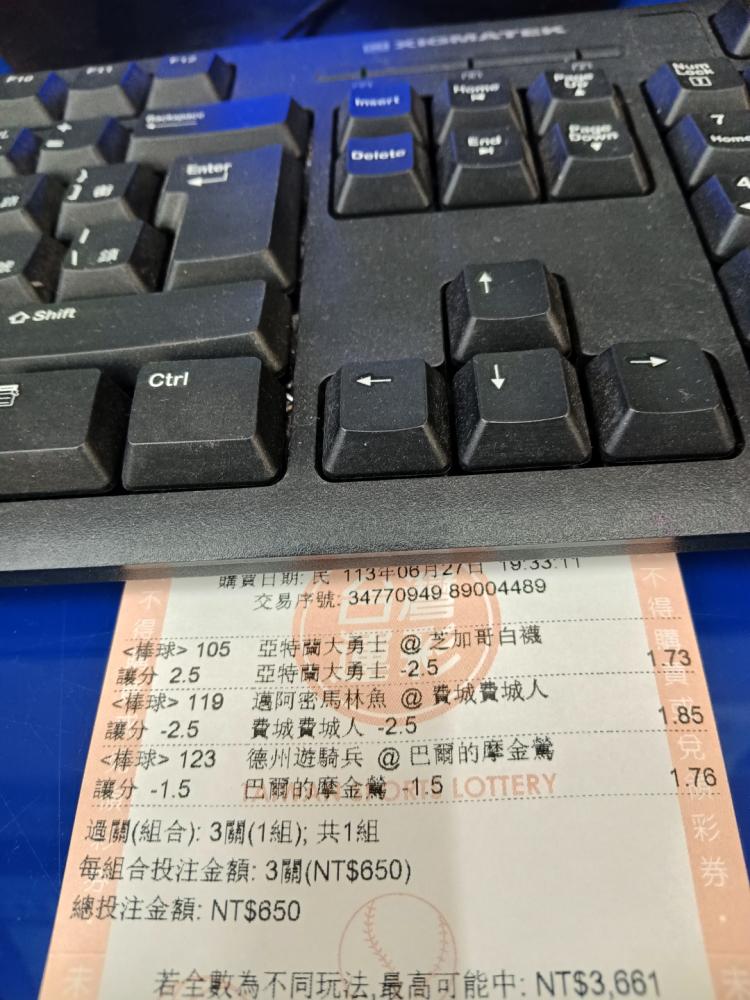 XIGMATEK
F10 F11 F12
Backspace
Insert Home Page Up
Num Lock
Delete End Page Down
7 Home
Enter
4
Shift
Ctrl
購買日期: 民 113年06月27日 19:33:11
交易序號: 34770949 89004489
<棒球> 105 亞特蘭大勇士 @ 芝加哥白襪
讓分 2.5 亞特蘭大勇士 -2.5 1.73
<棒球> 119 邁阿密馬林魚 @ 費城費城人
讓分 -2.5 費城費城人 -2.5 1.85
<棒球> 123 德州遊騎兵 @ 巴爾的摩金鶯
讓分 -1.5 巴爾的摩金鶯 -1.5 1.76
TAIWAN SPORTS LOTTERY
過關(組合): 3關(1組); 共1組
每組合投注金額: 3關(NT$650)
總投注金額: NT$650
若全數為不同玩法,最高可能中: NT$3,661